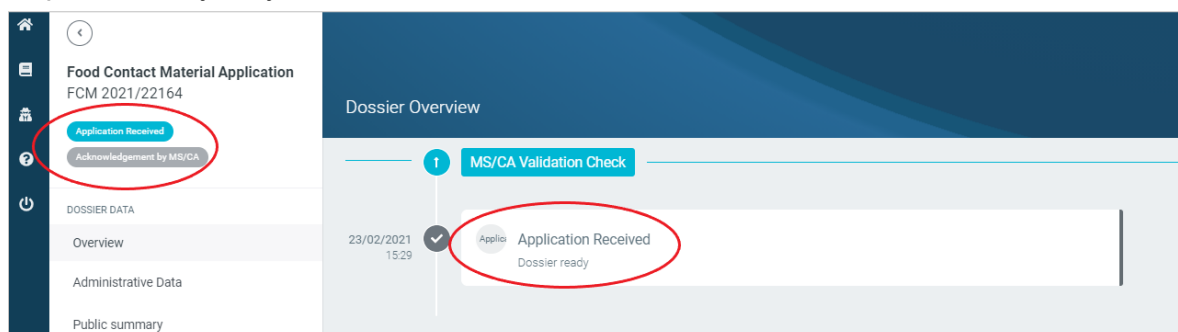 Food Contact Material Application
FCM 2021/22164
Application Received
Acknowledgement by MS/CA
DOSSIER DATA
Overview
Administrative Data
Public summary
Dossier Overview
MS/CA Validation Check
23/02/2021
15:29
Applic
Application Received
Dossier ready